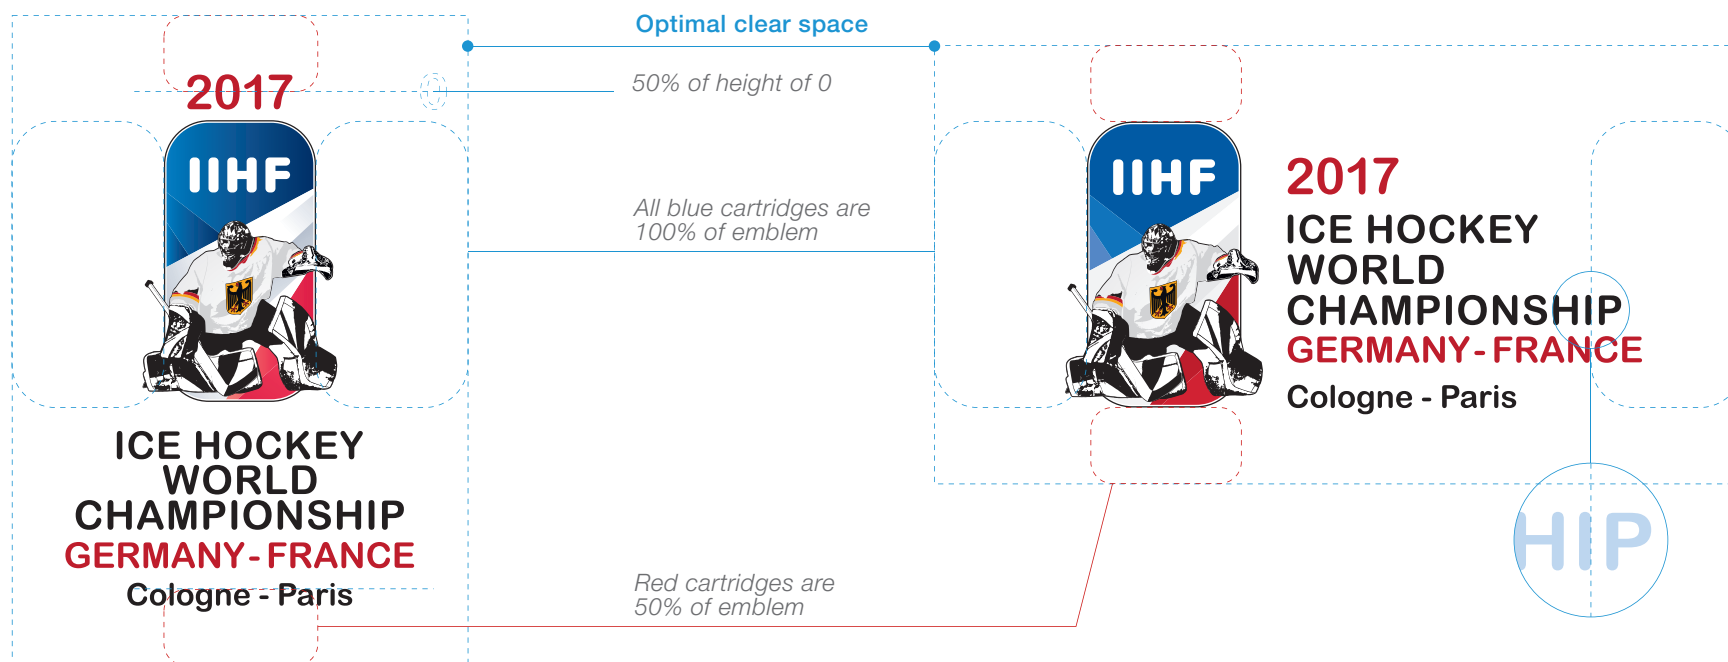 Optimal clear space
50% of height of 0
All blue cartridges are
100% of emblem
Red cartridges are
50% of emblem
2017
IIHF
ICE HOCKEY
WORLD
CHAMPIONSHIP
GERMANY-FRANCE
Cologne - Paris
IIHF
2017
ICE HOCKEY
WORLD
CHAMPIONSHIP
GERMANY-FRANCE
Cologne - Paris
HIP